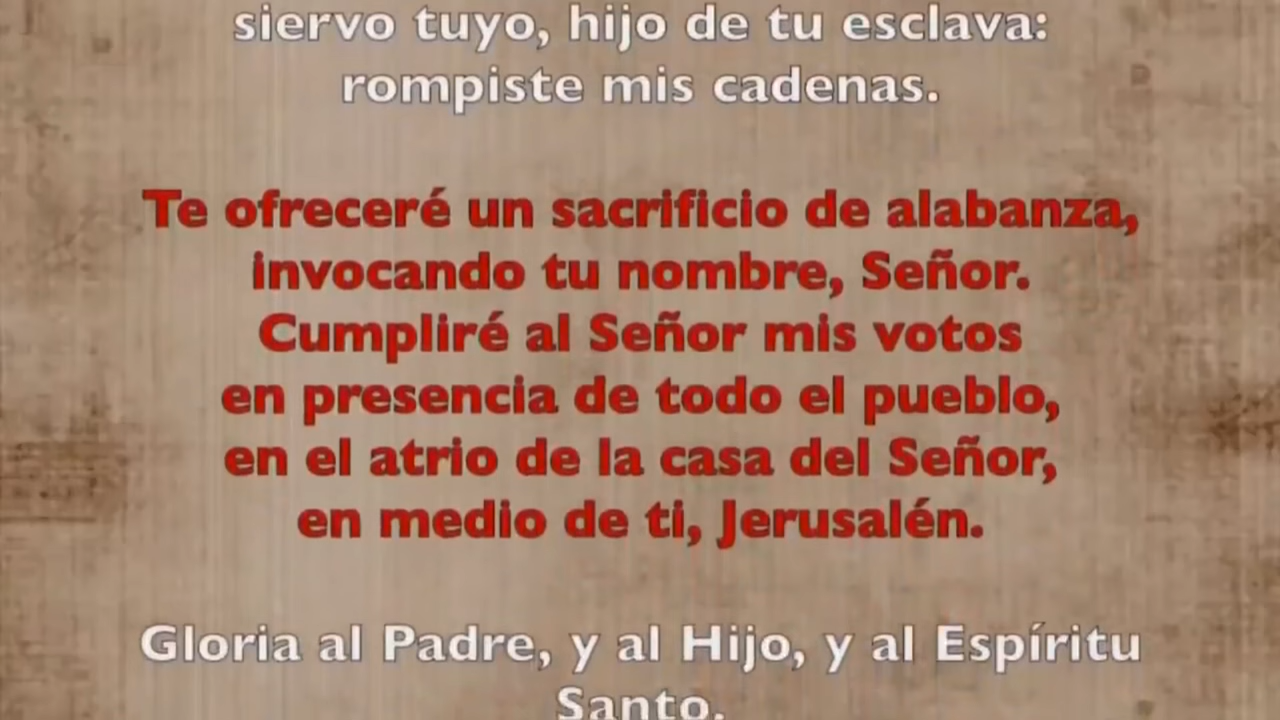 siervo tuyo, hijo de tu esclava:
rompiste mis cadenas.
Te ofreceré un sacrificio de alabanza,
invocando tu nombre, Señor.
Cumpliré al Señor mis votos
en presencia de todo el pueblo,
en el atrio de la casa del Señor,
en medio de ti, Jerusalén.
Gloria al Padre, y al Hijo, y al Espíritu
Santo.